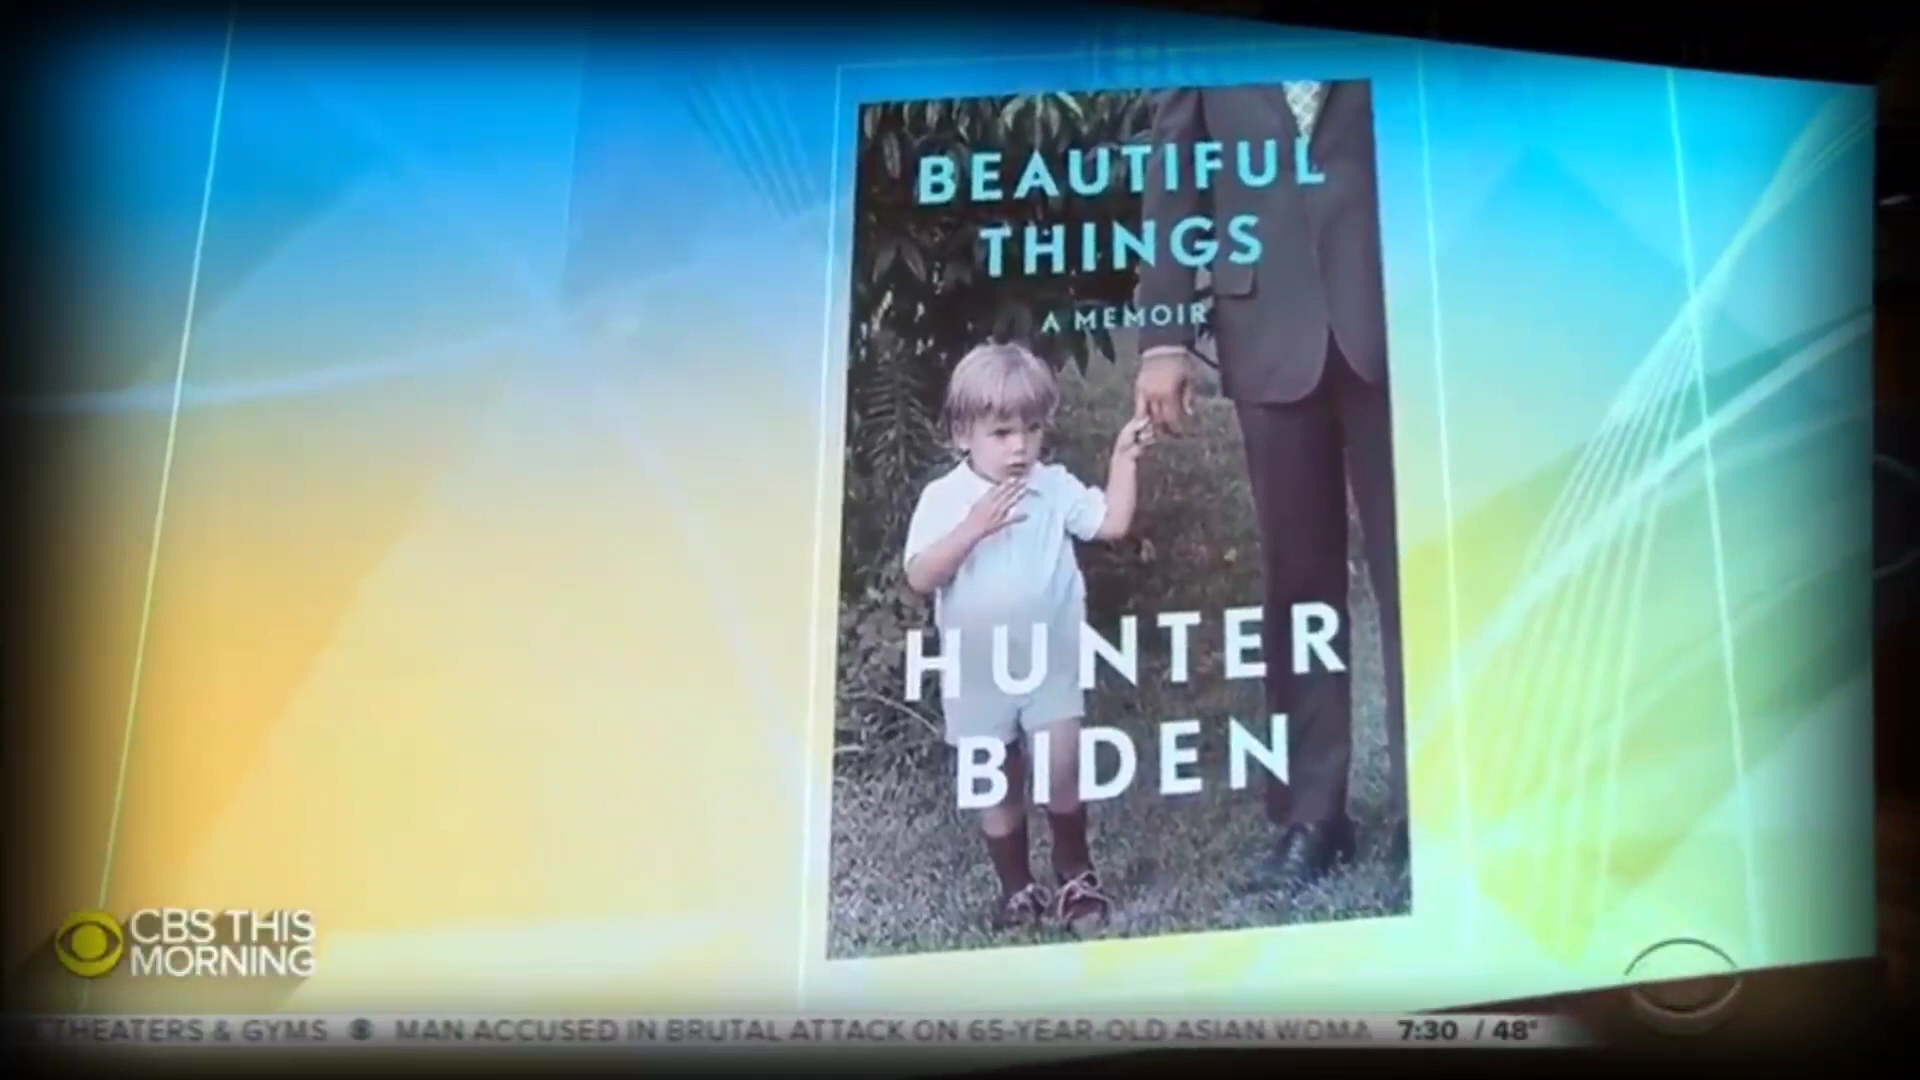 BEAUTIFUL
THINGS
A MEMOIR
HUNTER
BIDEN
CBS THIS
MORNING
THEATERS & GYMS MAN ACCUSED IN BRUTAL ATTACK ON 65-YEAR-OLD ASIAN WOMA 7:30 / 48°